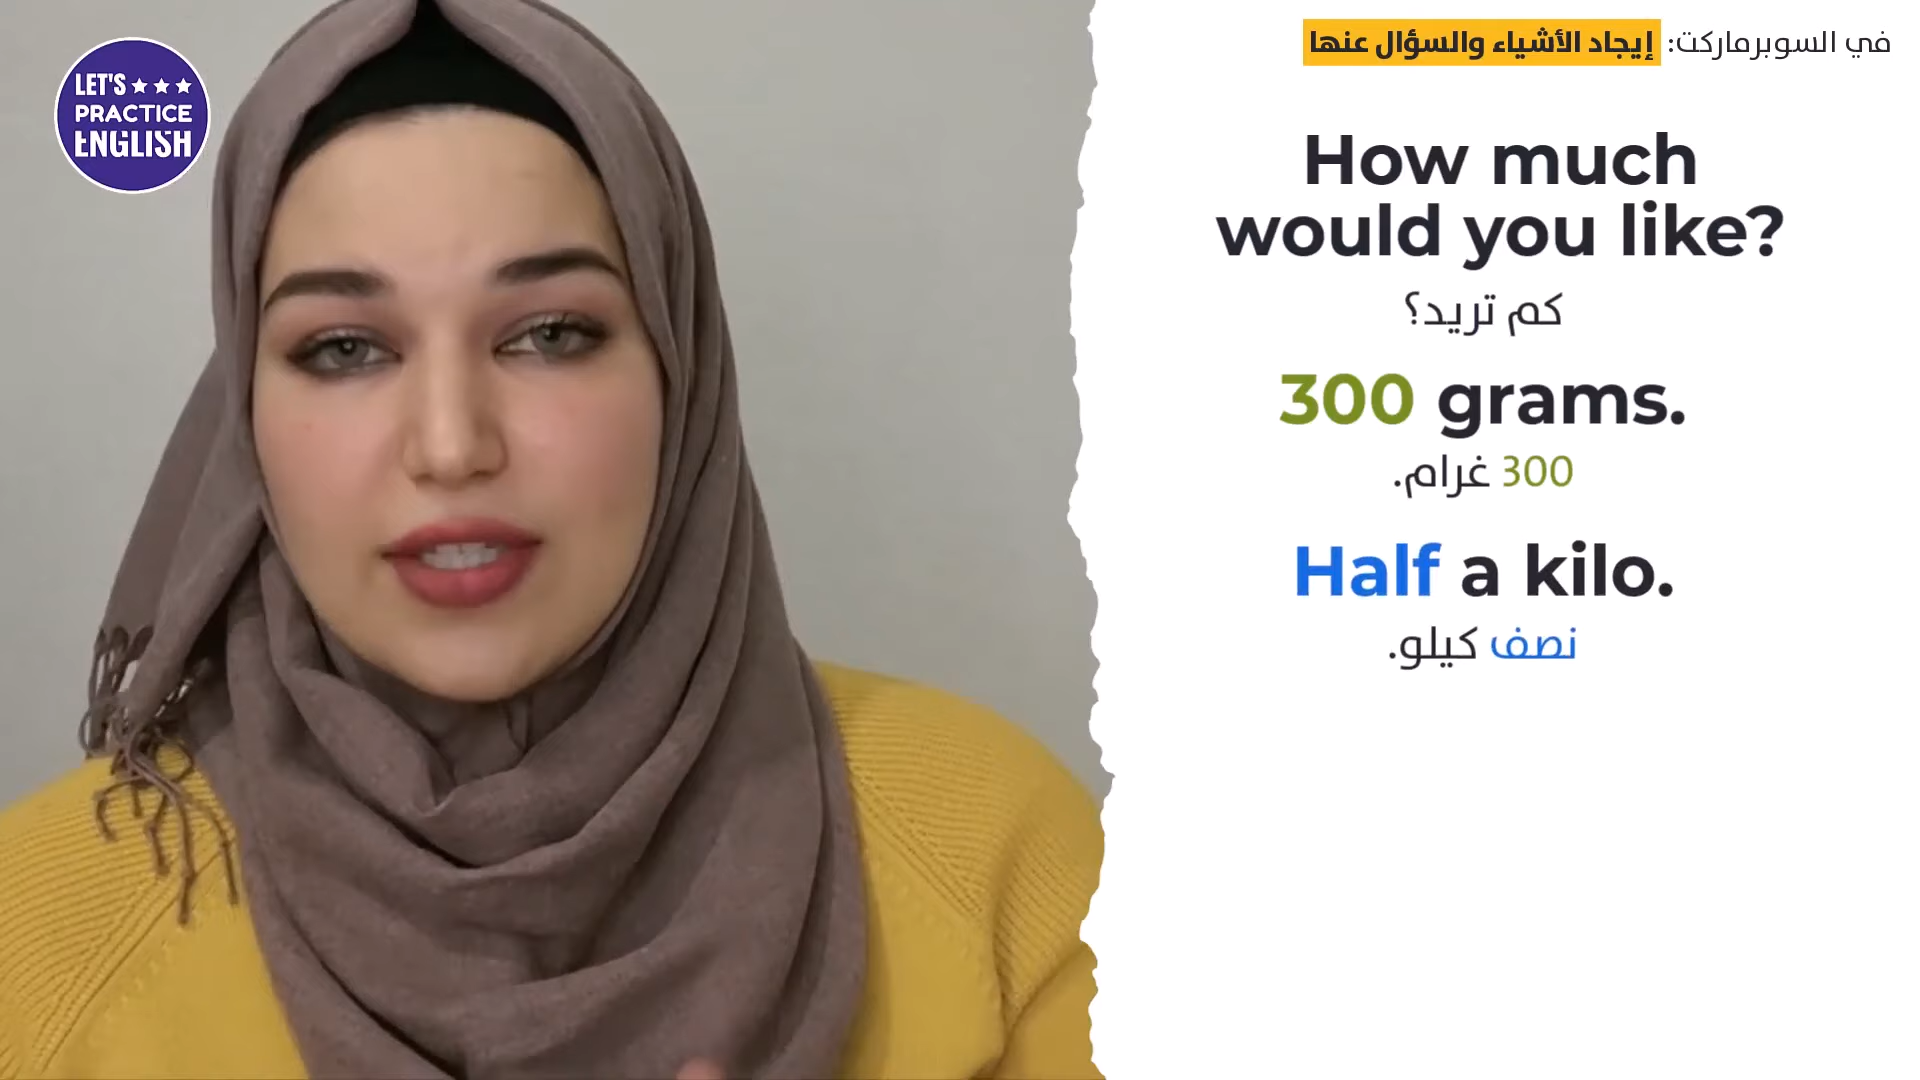 LET'S
PRACTICE
ENGLISH
في السوبرماركت: إيجاد الأشياء والسؤال عنها
How much
would you like?
كم تريد؟
300 grams.
300 غرام.
Half a kilo.
نصف كيلو.